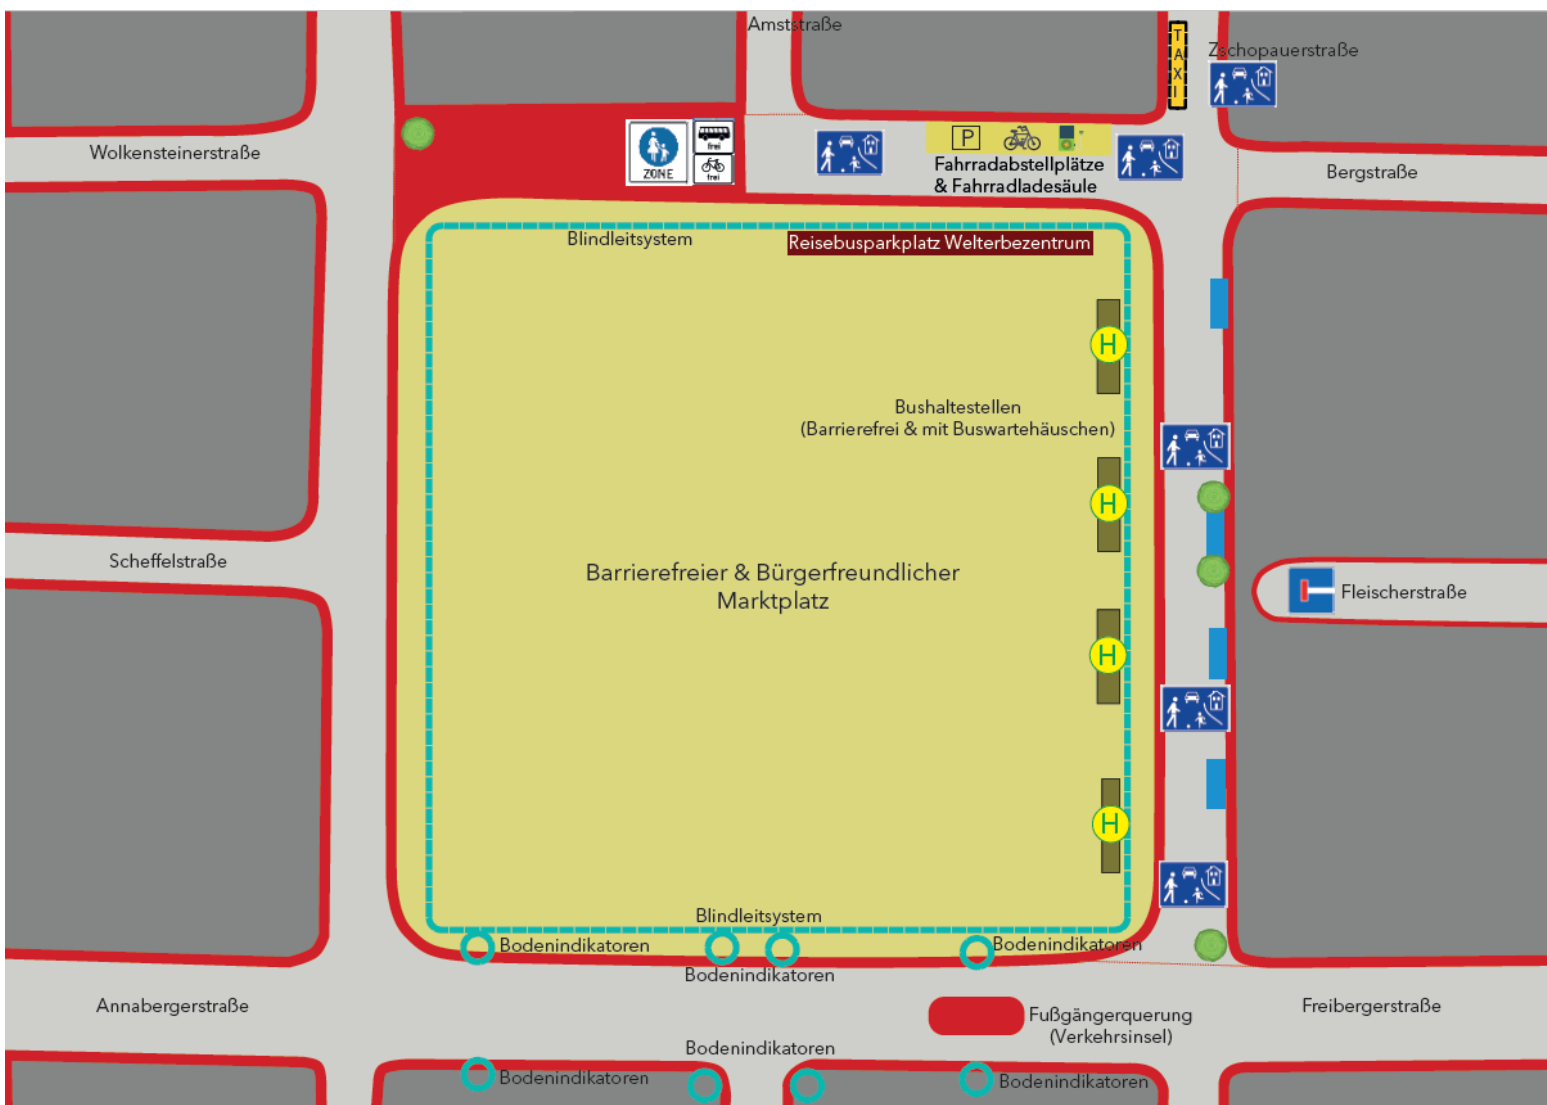 Amststraße
TAXI
Zschopauerstraße
Wolkensteinerstraße
ZONE
frei
frei
P
Fahrradabstellplätze
& Fahrradladesäule
Bergstraße
Blindleitsystem
Reisebusparkplatz Welterbezentrum
H
Bushaltestellen
(Barrierefrei & mit Buswartehäuschen)
H
Scheffelstraße
Barrierefreier & Bürgerfreundlicher
Marktplatz
Fleischerstraße
H
H
Blindleitsystem
Bodenindikatoren
Bodenindikatoren
Bodenindikatoren
Annabergerstraße
Freibergerstraße
Fußgängerquerung
(Verkehrsinsel)
Bodenindikatoren
Bodenindikatoren
Bodenindikatoren